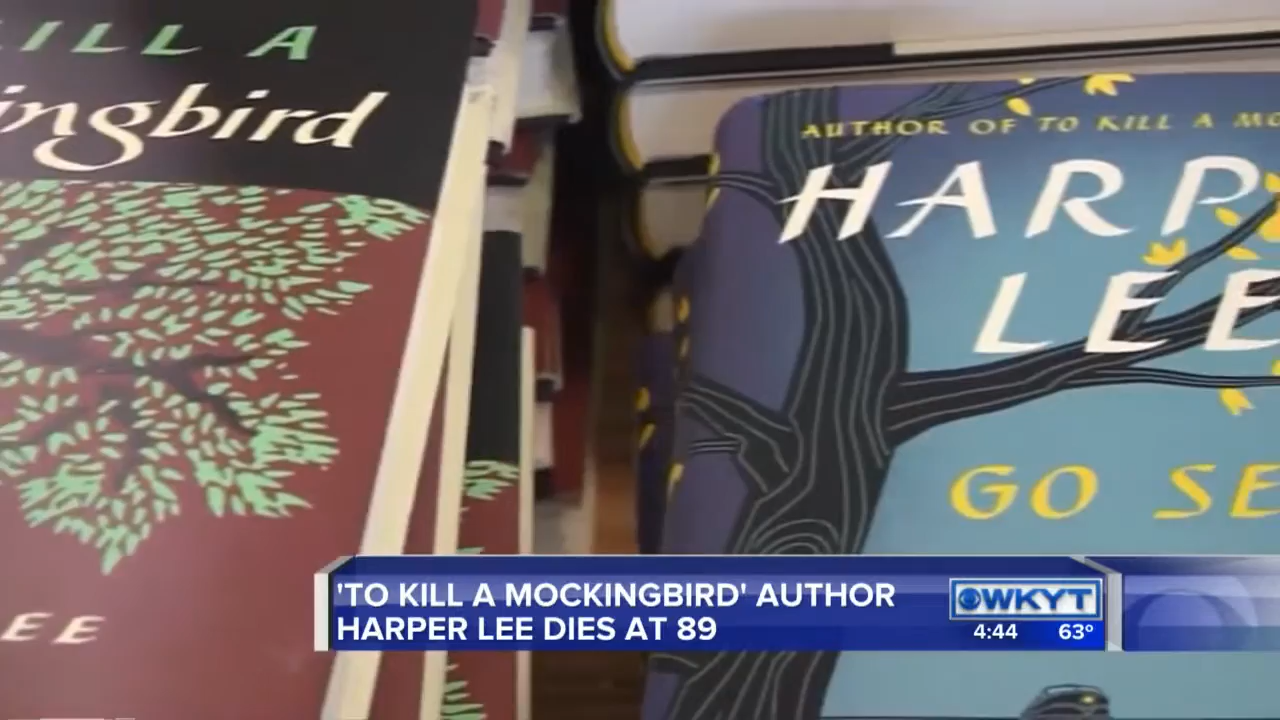 ILL A
ingbird
EE
AUTHOR OF TO KILL A MO
HARP
LEE
GO SE
'TO KILL A MOCKINGBIRD' AUTHOR
HARPER LEE DIES AT 89
WKYT
4:44 63°